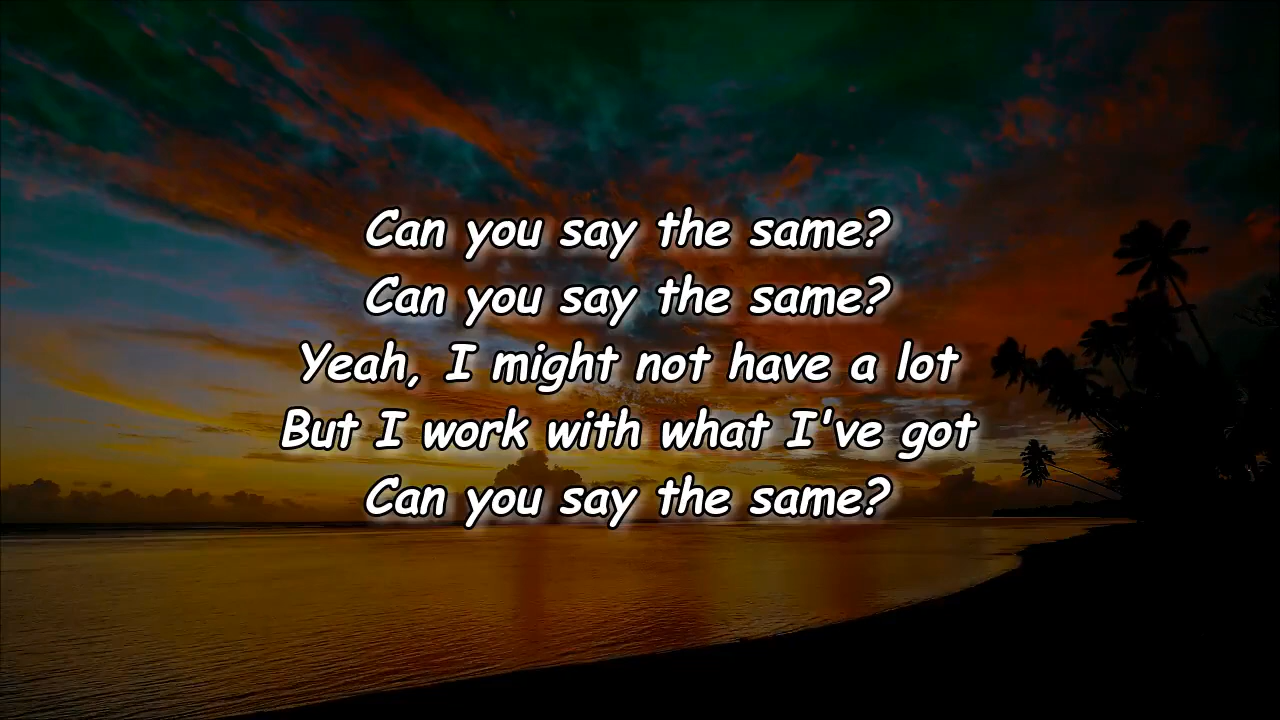 Can you say the same?
Can you say the same?
Yeah, I might not have a lot
But I work with what I've got
Can you say the same?